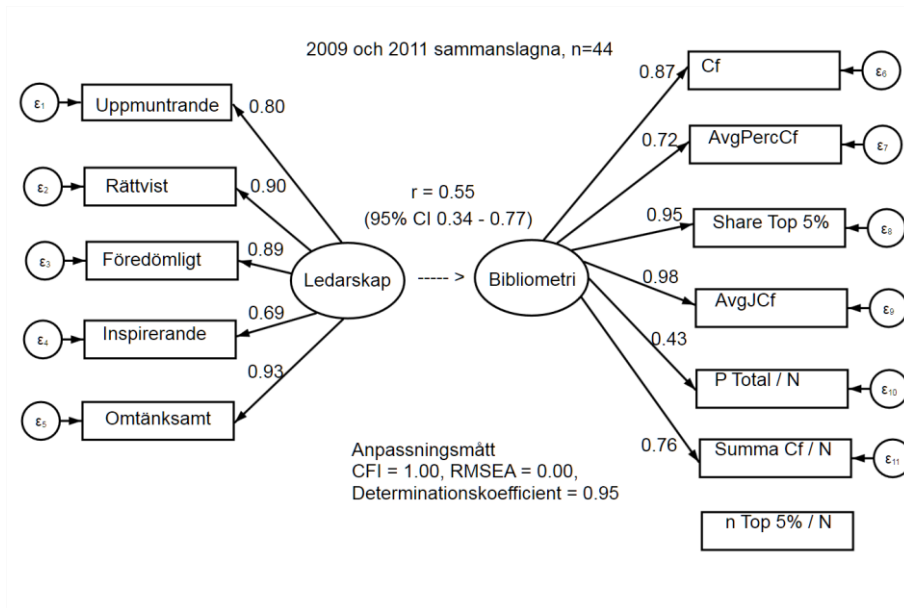 2009 och 2011 sammanslagna, n=44
ε1
Uppmuntrande
0.80
ε2
Rättvist
0.90
ε3
Föredömligt
0.89
ε4
Inspirerande
0.69
ε5
Omtänksamt
0.93
Ledarskap
r = 0.55
(95% CI 0.34 - 0.77)
----- >
Bibliometri
0.87
Cf
ε6
0.72
AvgPercCf
ε7
0.95
Share Top 5%
ε8
0.98
AvgJCf
ε9
0.43
P Total / N
ε10
0.76
Summa Cf / N
ε11
n Top 5% / N
Anpassningsmått
CFI = 1.00, RMSEA = 0.00,
Determinationskoefficient = 0.95